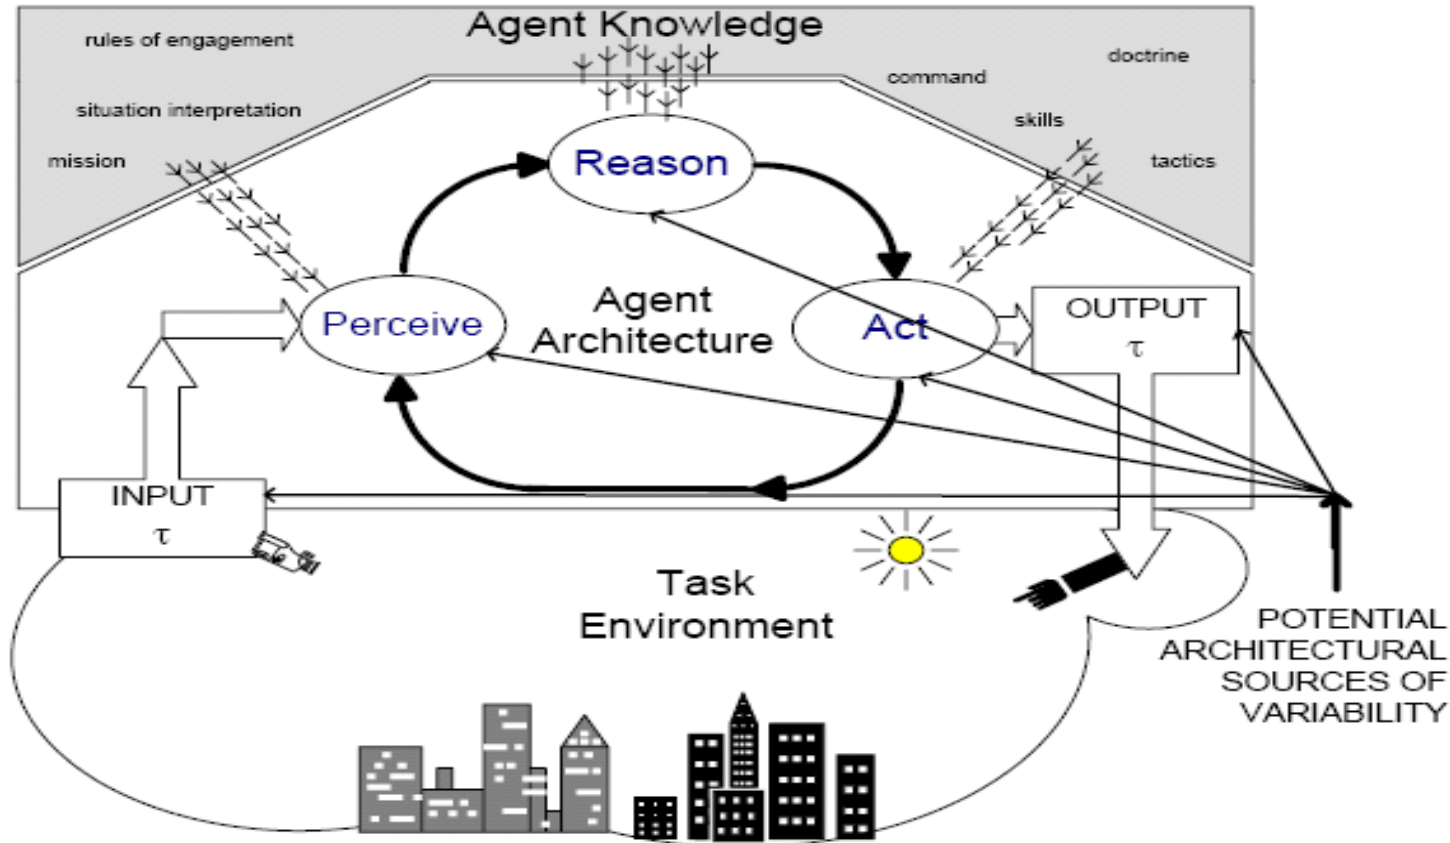 Agent Knowledge
rules of engagement
doctrine
command
situation interpretation
skills
mission
tactics
Reason
Agent
Architecture
Perceive
Act
OUTPUT
τ
INPUT
τ
Task
Environment
POTENTIAL
ARCHITECTURAL
SOURCES OF
VARIABILITY